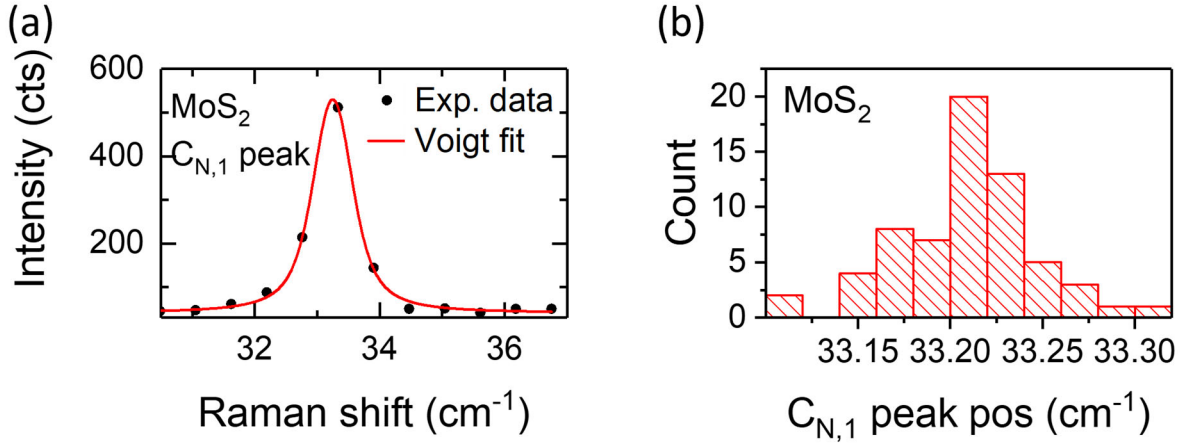 (a)
Intensity (cts)
600
400
200
MoS₂
C_N,1 peak
Exp. data
Voigt fit
32
34
36
Raman shift (cm⁻¹)
(b)
Count
20
15
10
5
0
MoS₂
33.15
33.20
33.25
33.30
C_N,1 peak pos (cm⁻¹)